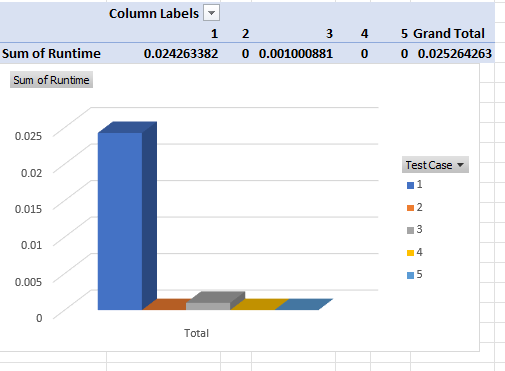 Column Labels
1 2 3 4 5 Grand Total
Sum of Runtime 0.024263382 0 0.001000881 0 0 0.025264263
Sum of Runtime
0.025
0.02
0.015
0.01
0.005
0
Total
Test Case
1
2
3
4
5